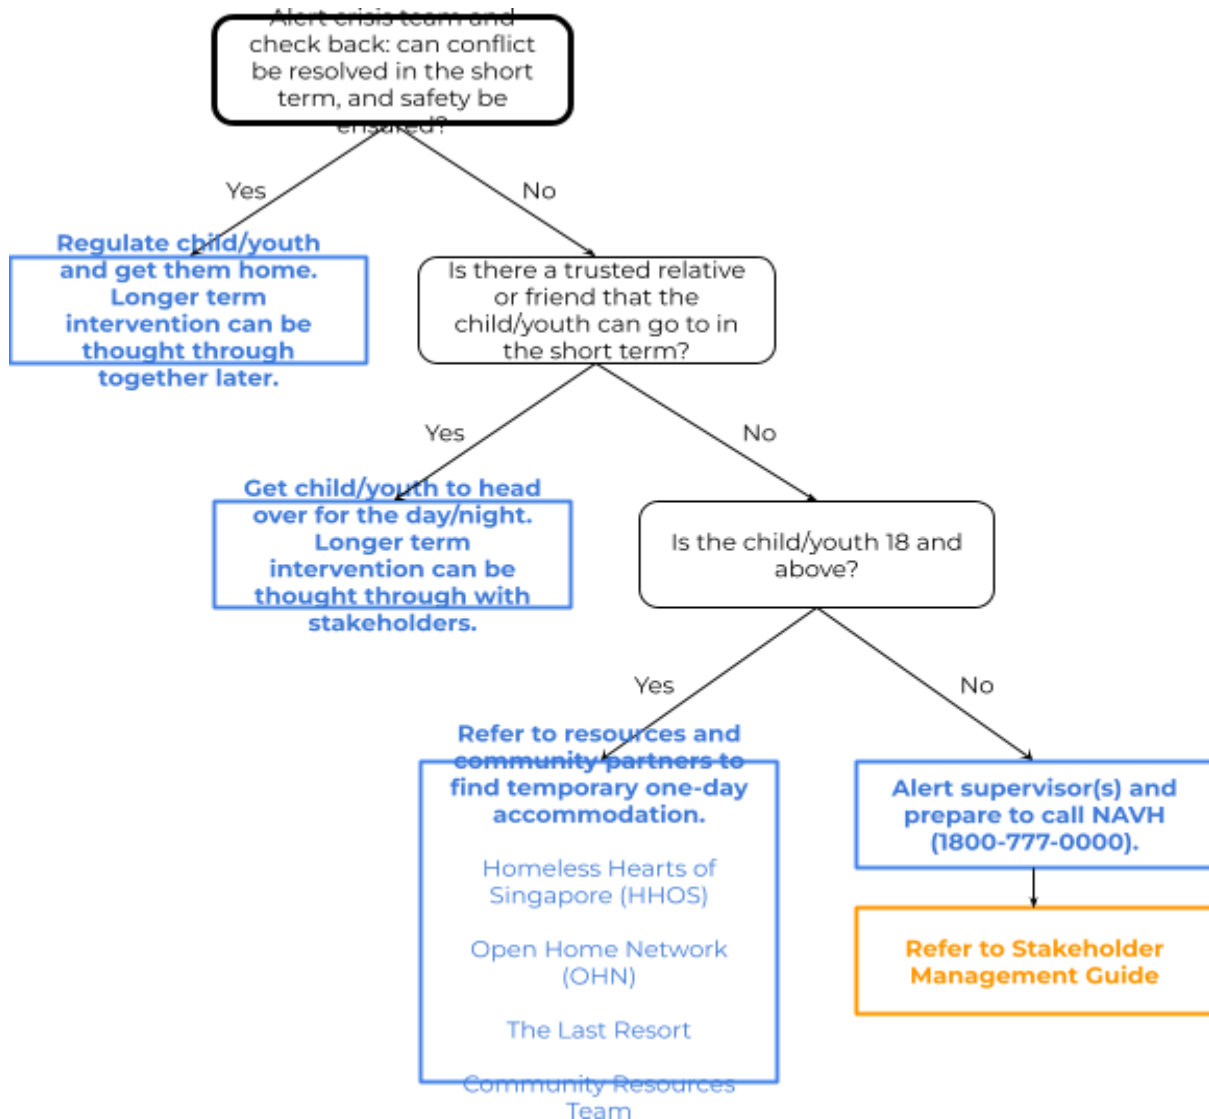 Alert crisis team and
check back: can conflict
be resolved in the short
term, and safety be
ensured?
Yes
No
Regulate child/youth
and get them home.
Longer term
intervention can be
thought through
together later.
Is there a trusted relative
or friend that the
child/youth can go to in
the short term?
Yes
No
Get child/youth to head
over for the day/night.
Longer term
intervention can be
thought through with
stakeholders.
Is the child/youth 18 and
above?
Yes
No
Refer to resources and
community partners to
find temporary one-day
accommodation.
Homeless Hearts of
Singapore (HHOS)
Open Home Network
(OHN)
The Last Resort
Community Resources
Team
Alert supervisor(s) and
prepare to call NAVH
(1800-777-0000).
Refer to Stakeholder
Management Guide